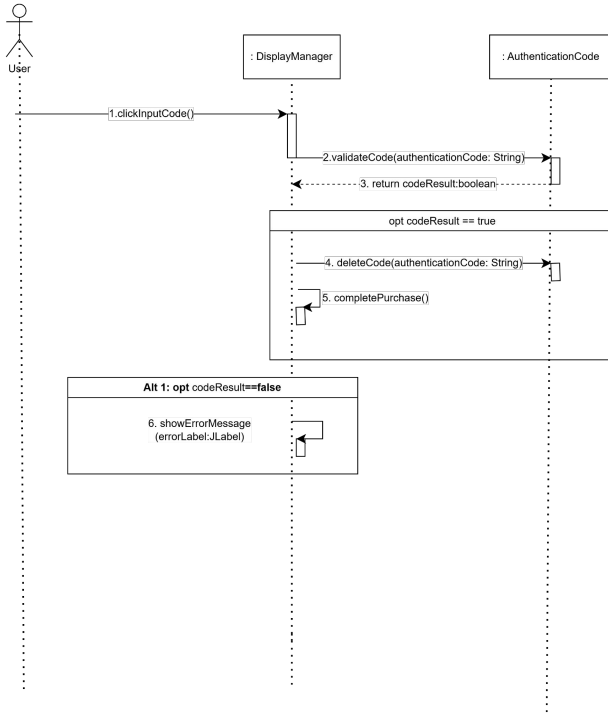 : DisplayManager
: AuthenticationCode
User
1.clickInputCode()
2.validateCode(authenticationCode: String)
3. return codeResult:boolean
opt codeResult == true
4. deleteCode(authenticationCode: String)
5. completePurchase()
Alt 1: opt codeResult==false
6. showErrorMessage
(errorLabel:JLabel)